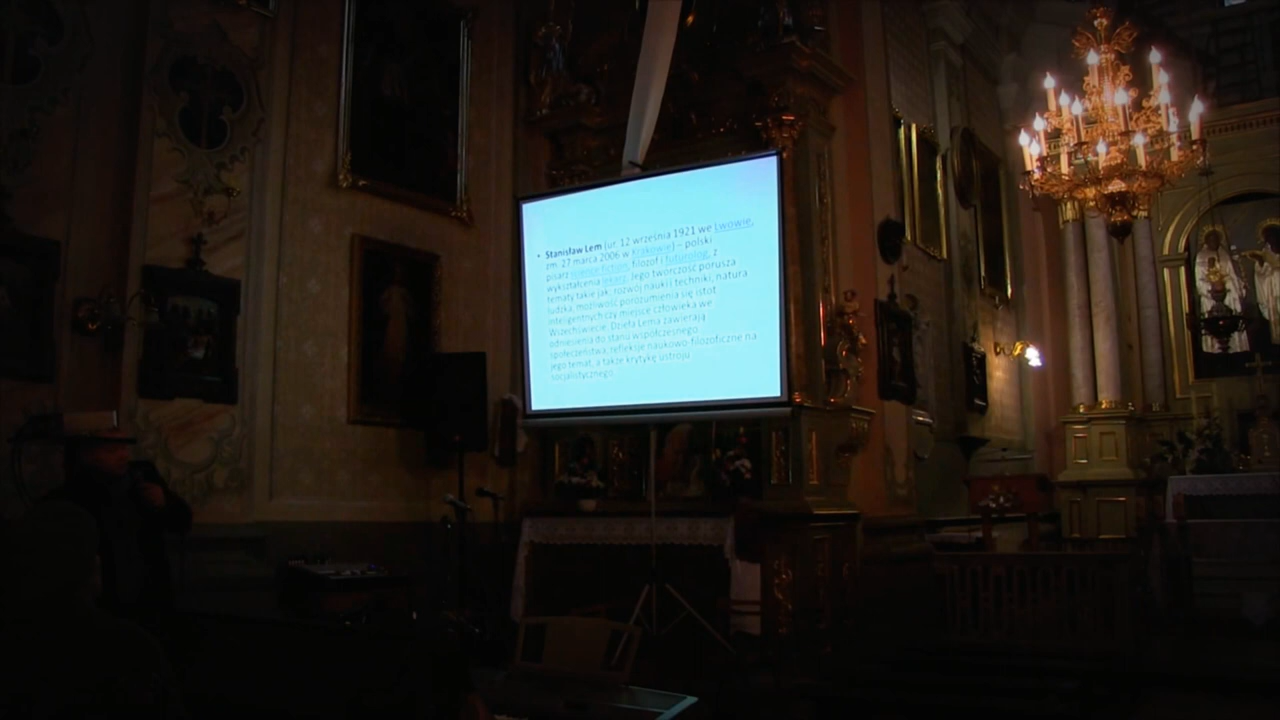 • Stanisław Lem (ur. 12 września 1921 we Lwowie,
zm. 27 marca 2006 w Krakowie) – polski
pisarz science fiction, filozof i futurolog, z
wykształcenia lekarz. Jego twórczość porusza
tematy takie jak: rozwój nauki i techniki, natura
ludzka, możliwość porozumienia się istot
inteligentnych czy miejsce człowieka we
Wszechświecie. Dzieła Lema zawierają
odniesienia do stanu współczesnego
społeczeństwa, refleksje naukowo-filozoficzne na
jego temat, a także krytykę ustroju
socjalistycznego.